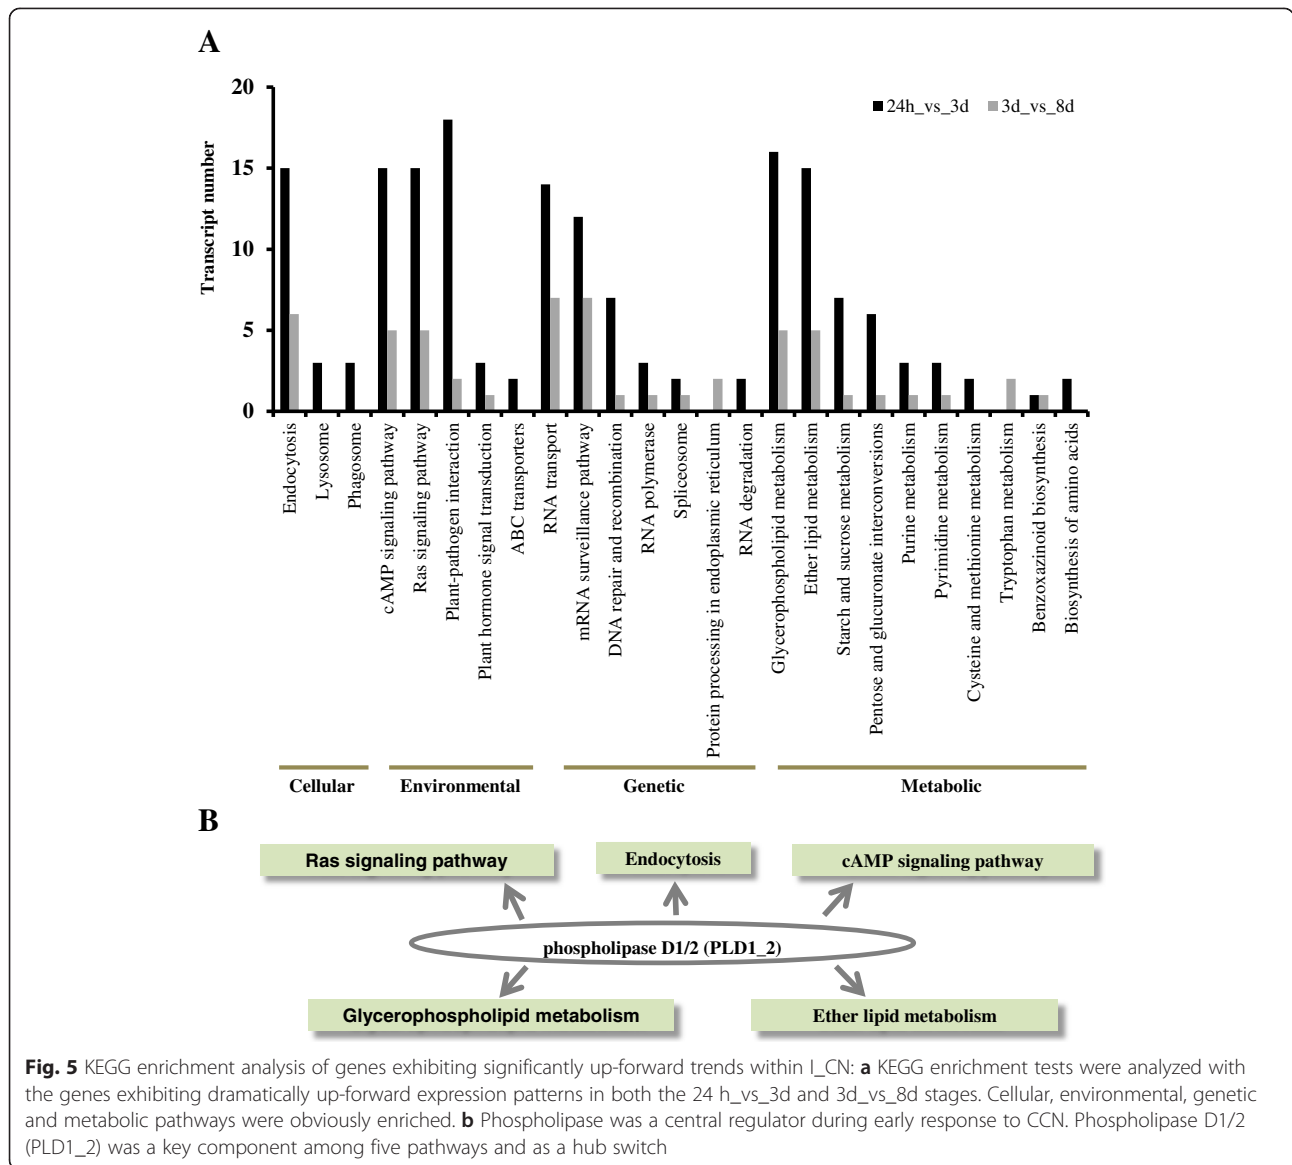 A
20
15
10
5
0
Transcript number
24h_vs_3d
3d_vs_8d
Endocytosis
Lysosome
Phagosome
cAMP signaling pathway
Ras signaling pathway
Plant-pathogen interaction
Plant hormone signal transduction
ABC transporters
RNA transport
mRNA surveillance pathway
DNA repair and recombination
RNA polymerase
Spliceosome
Protein processing in endoplasmic reticulum
RNA degradation
Glycerophospholipid metabolism
Ether lipid metabolism
Starch and sucrose metabolism
Pentose and glucuronate interconversions
Purine metabolism
Pyrimidine metabolism
Cysteine and methionine metabolism
Tryptophan metabolism
Benzoxazinoid biosynthesis
Biosynthesis of amino acids
Cellular
Environmental
Genetic
Metabolic
B
Ras signaling pathway
Endocytosis
cAMP signaling pathway
phospholipase D1/2 (PLD1_2)
Glycerophospholipid metabolism
Ether lipid metabolism
Fig. 5 KEGG enrichment analysis of genes exhibiting significantly up-forward trends within I_CN: a KEGG enrichment tests were analyzed with
the genes exhibiting dramatically up-forward expression patterns in both the 24 h_vs_3d and 3d_vs_8d stages. Cellular, environmental, genetic
and metabolic pathways were obviously enriched. b Phospholipase was a central regulator during early response to CCN. Phospholipase D1/2
(PLD1_2) was a key component among five pathways and as a hub switch